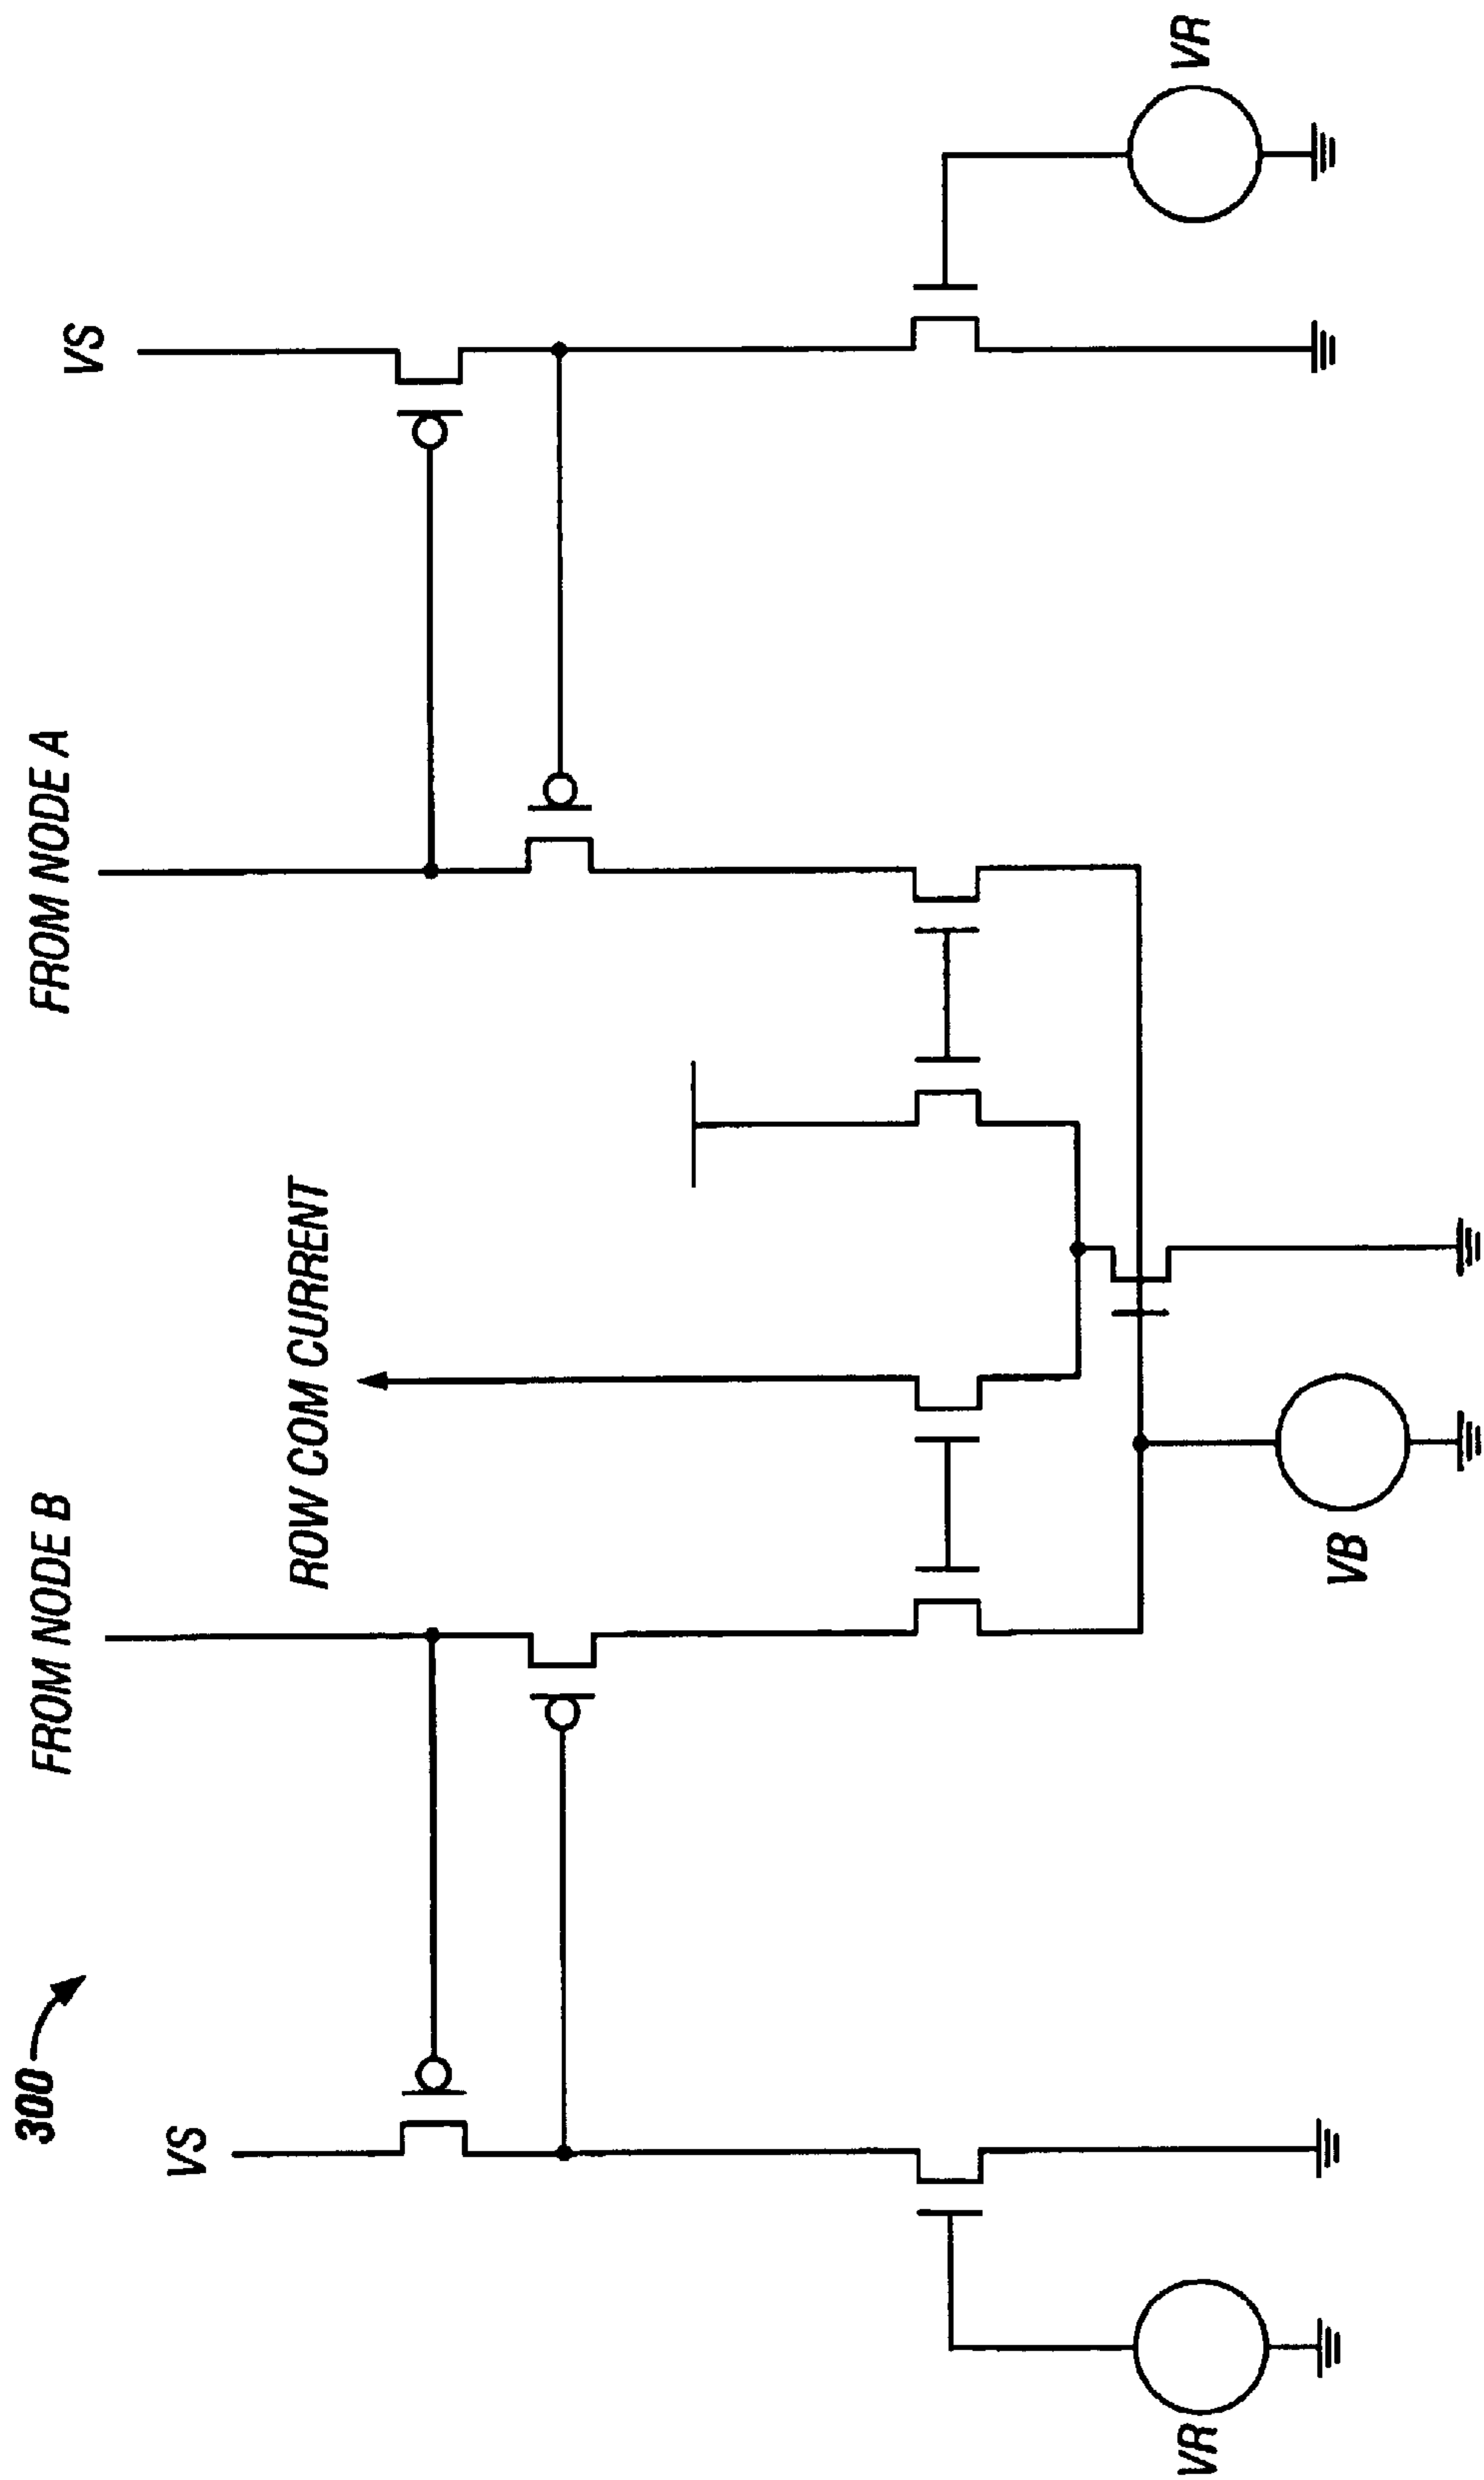 300
VS
FROM NODE B
ROW COM CURRENT
FROM NODE A
VS
VR
VB
VR